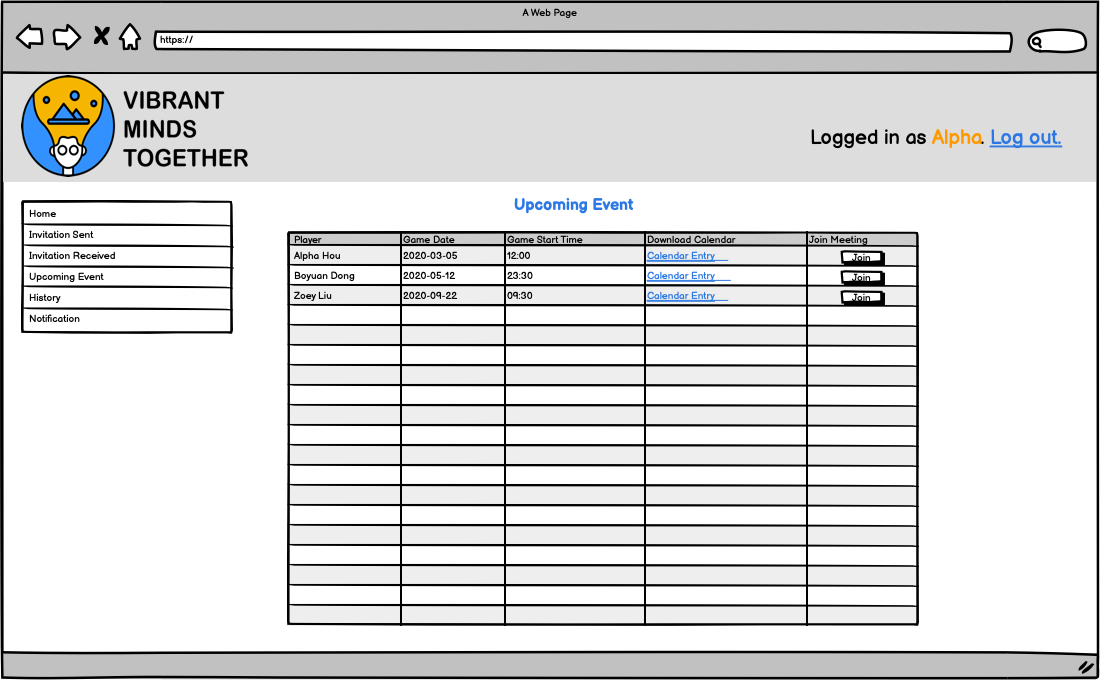 A Web Page
https://
VIBRANT
MINDS
TOGETHER
Logged in as Alpha. Log out.
Home
Invitation Sent
Invitation Received
Upcoming Event
History
Notification
Upcoming Event
Player Game Date Game Start Time Download Calendar Join Meeting
Alpha Hou 2020-03-05 12:00 Calendar Entry Join
Boyuan Dong 2020-05-12 23:30 Calendar Entry Join
Zoey Liu 2020-09-22 09:30 Calendar Entry Join